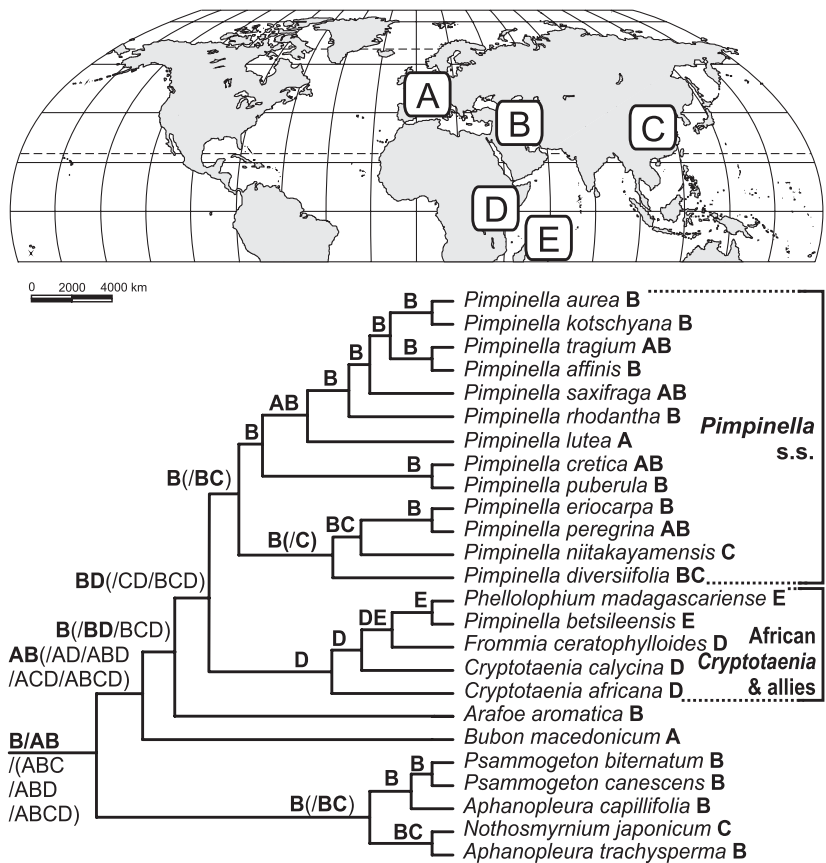 A
B
C
D
E
0 2000 4000 km
B
Pimpinella aurea B
B
Pimpinella kotschyana B
B
Pimpinella tragium AB
B
Pimpinella affinis B
B
Pimpinella saxifraga AB
AB
Pimpinella rhodantha B
Pimpinella s.s.
B
Pimpinella lutea A
B
Pimpinella cretica AB
B(/BC)
Pimpinella puberula B
B
Pimpinella eriocarpa B
BC
Pimpinella peregrina AB
B(/C)
Pimpinella niitakayamensis C
BD(/CD/BCD)
Pimpinella diversiifolia BC
E
Phellolophium madagascariense E
DE
Pimpinella betsileensis E
B(/BD/BCD)
D
Frommia ceratophylloides D
African
Cryptotaenia
& allies
AB(/AD/ABD
/ACD/ABCD)
D
Cryptotaenia calycina D
Cryptotaenia africana D
Arafoe aromatica B
B/AB
/(ABC
/ABD
/ABCD)
Bubon macedonicum A
B
Psammogeton biternatum B
B
Psammogeton canescens B
B(/BC)
Aphanopleura capillifolia B
BC
Nothosmyrnium japonicum C
Aphanopleura trachysperma B